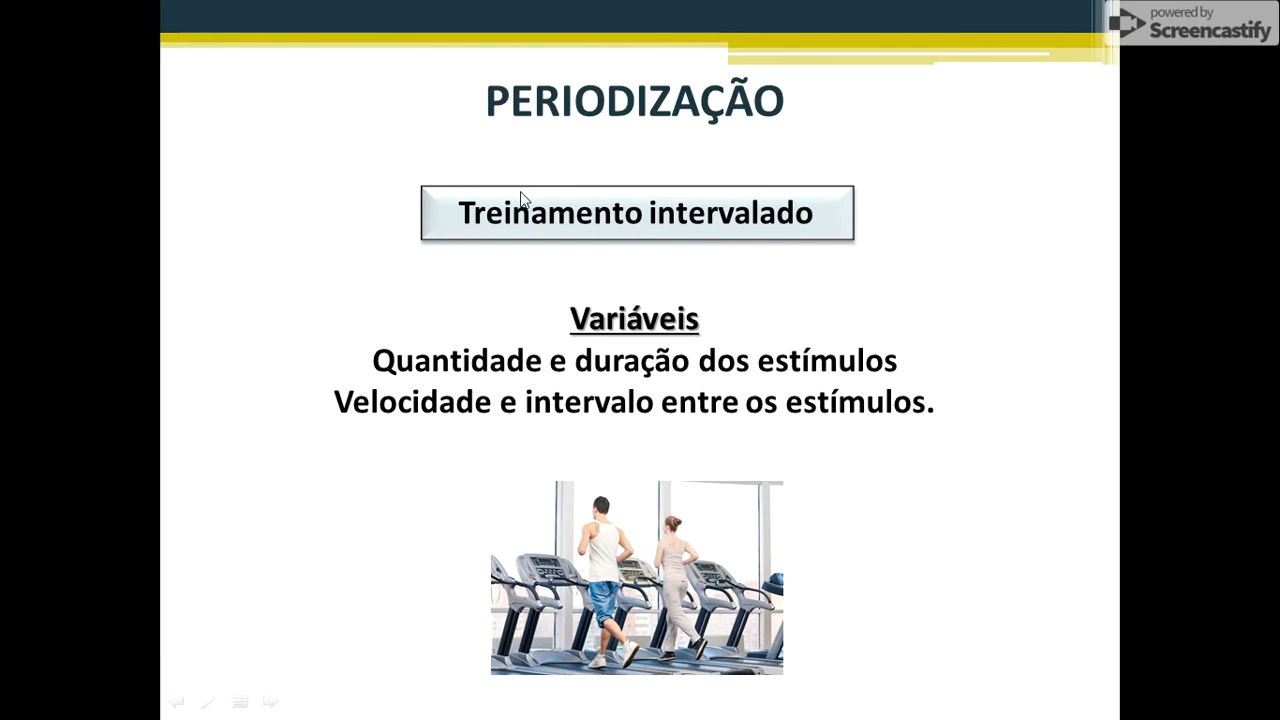 powered by
Screencastify
PERIODIZAÇÃO
Treinamento intervalado
Variáveis
Quantidade e duração dos estímulos
Velocidade e intervalo entre os estímulos.